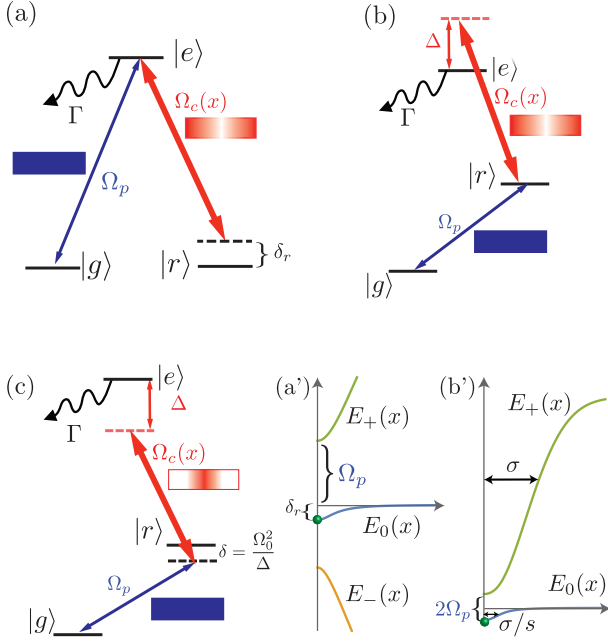 (a)
|e⟩
Γ
Ω_c(x)
Ω_p
|g⟩
|r⟩
} δ_r
(b)
Δ
|e⟩
Γ
Ω_c(x)
|r⟩
Ω_p
|g⟩
(c)
|e⟩
Γ
Δ
Ω_c(x)
|r⟩
δ = Ω_0^2/Δ
Ω_p
|g⟩
(a')
E_+(x)
} Ω_p
δ_r {
E_0(x)
E_−(x)
(b')
E_+(x)
σ
E_0(x)
2Ω_p {
σ/s